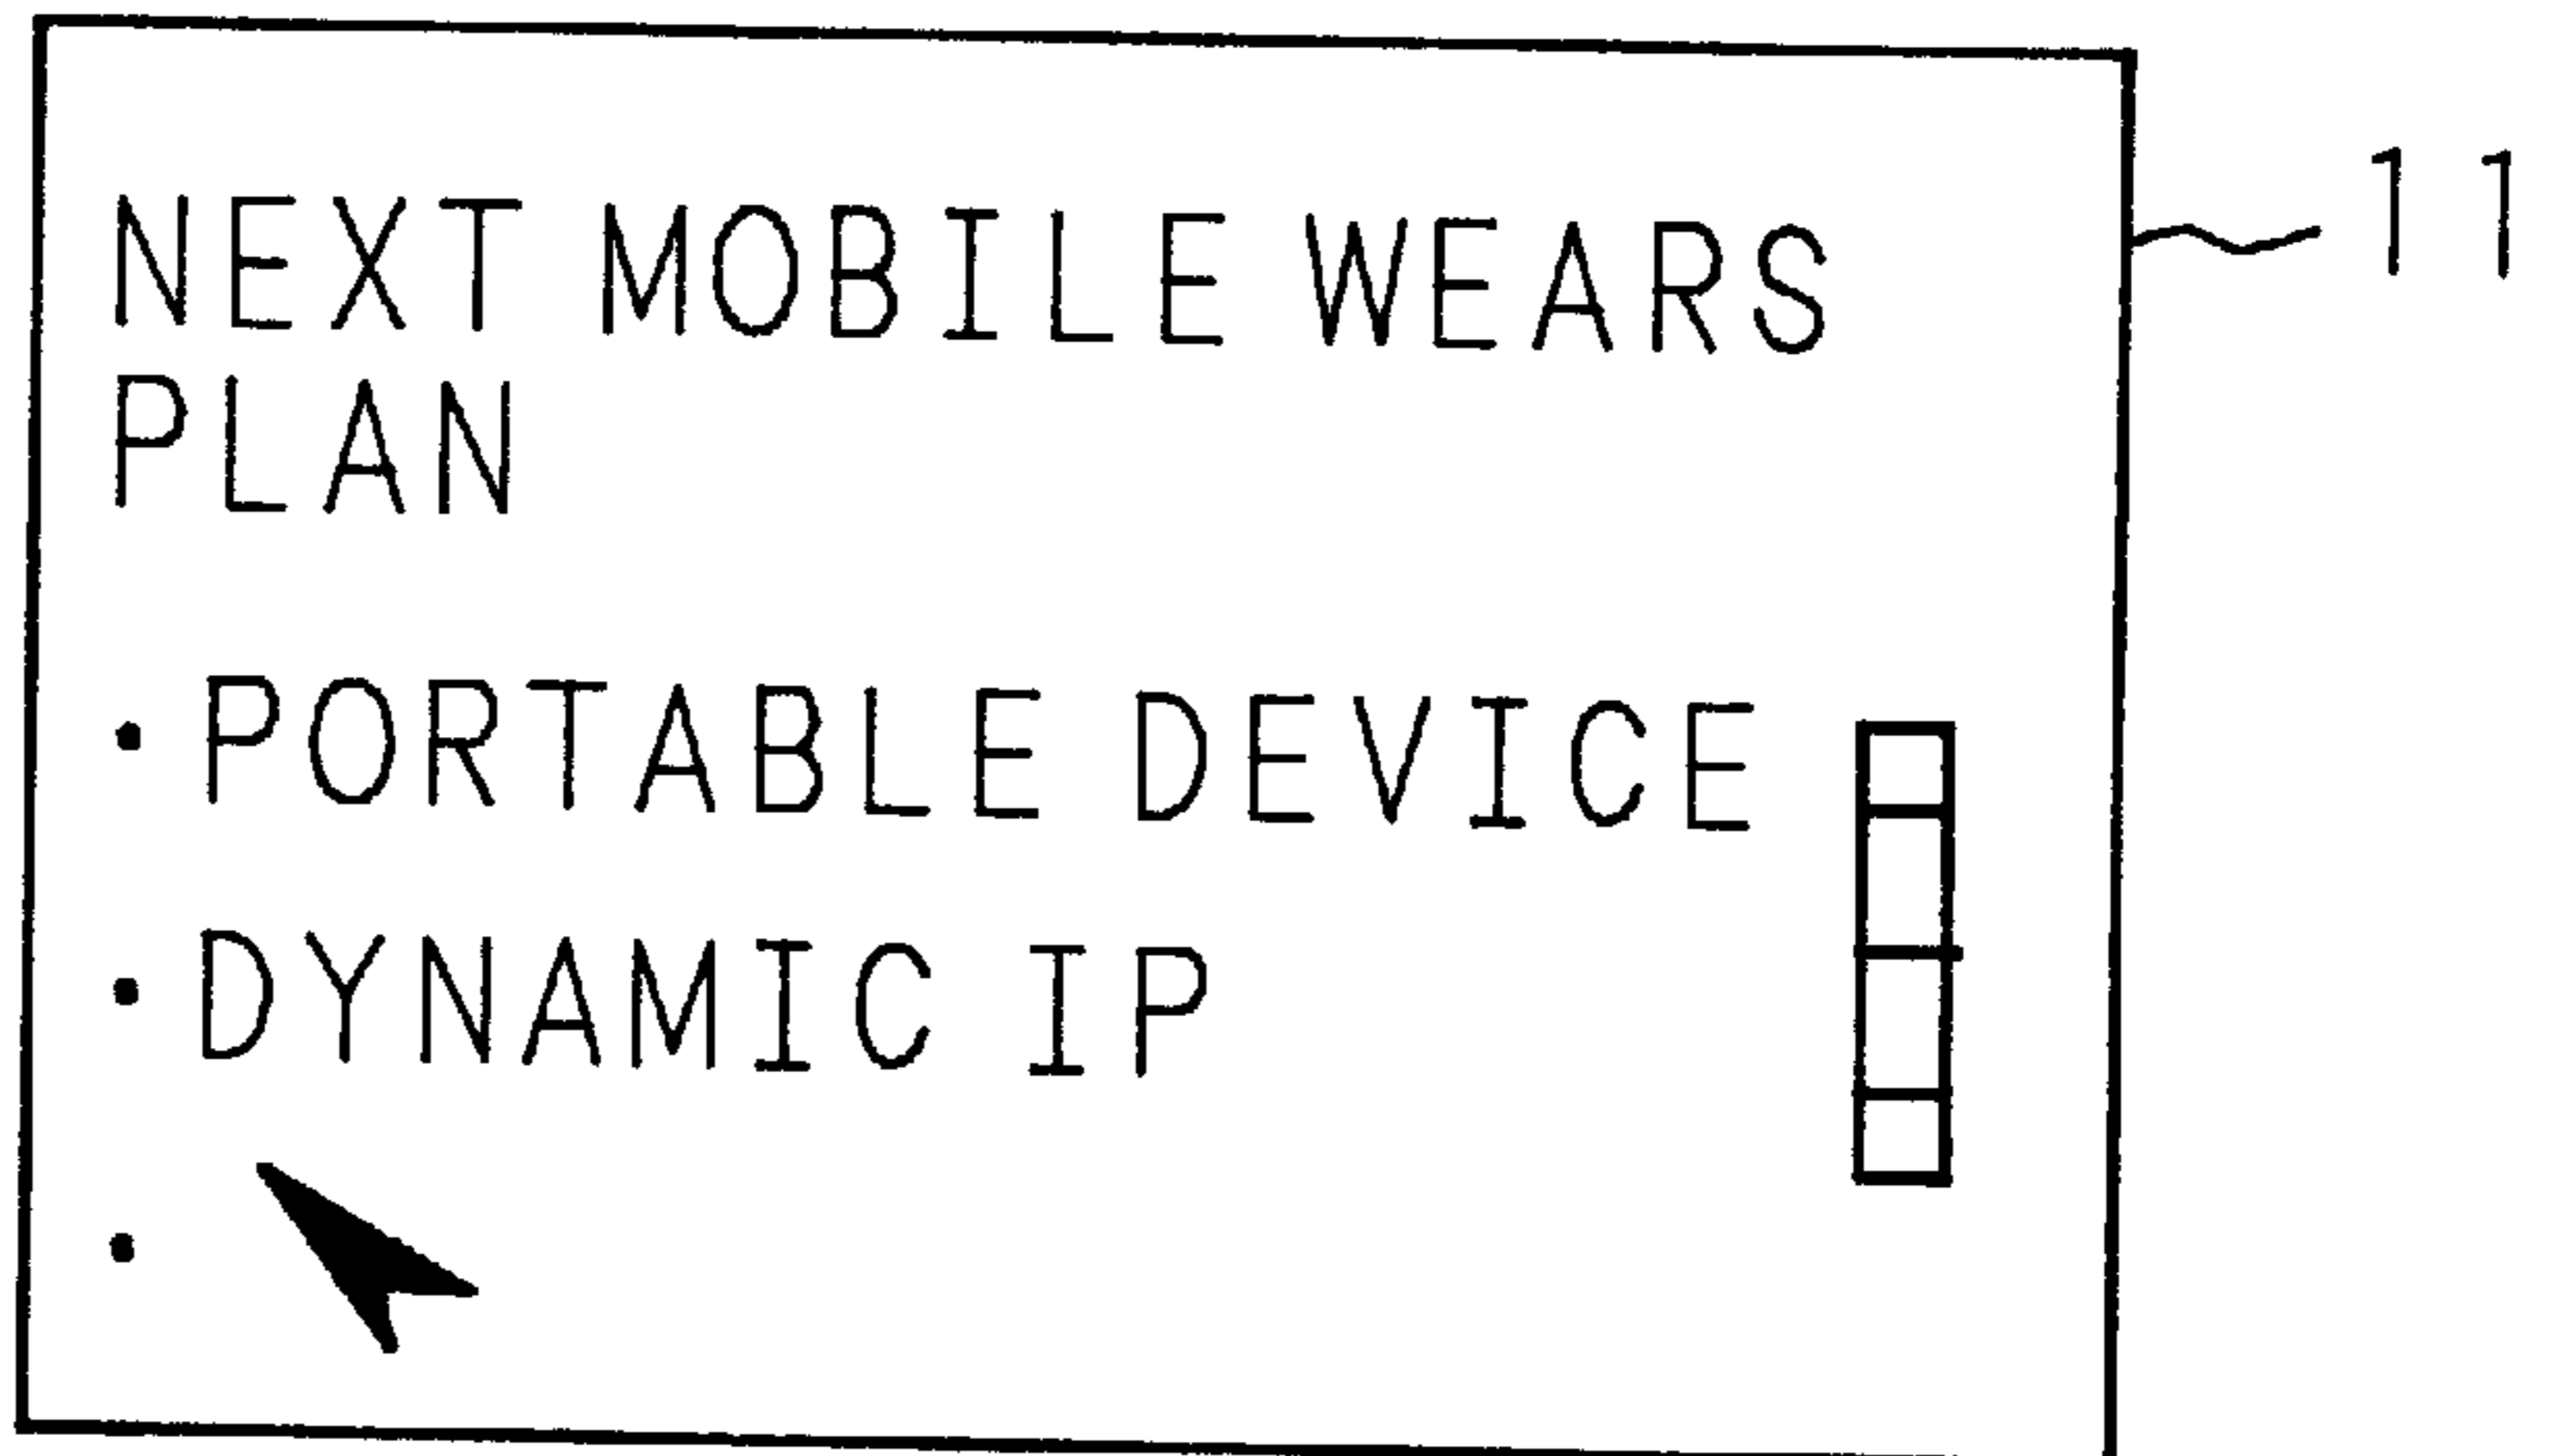 NEXT MOBILE WEARS
PLAN
11
• PORTABLE DEVICE
• DYNAMIC IP
•